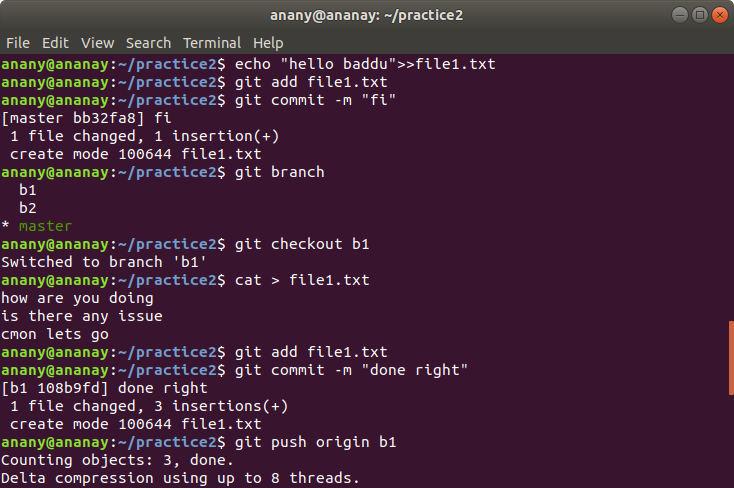 anany@ananay: ~/practice2
File Edit View Search Terminal Help
anany@ananay:~/practice2$ echo "hello baddu">>file1.txt
anany@ananay:~/practice2$ git add file1.txt
anany@ananay:~/practice2$ git commit -m "fi"
[master bb32fa8] fi
 1 file changed, 1 insertion(+)
 create mode 100644 file1.txt
anany@ananay:~/practice2$ git branch
  b1
  b2
* master
anany@ananay:~/practice2$ git checkout b1
Switched to branch 'b1'
anany@ananay:~/practice2$ cat > file1.txt
how are you doing
is there any issue
cmon lets go
anany@ananay:~/practice2$ git add file1.txt
anany@ananay:~/practice2$ git commit -m "done right"
[b1 108b9fd] done right
 1 file changed, 3 insertions(+)
 create mode 100644 file1.txt
anany@ananay:~/practice2$ git push origin b1
Counting objects: 3, done.
Delta compression using up to 8 threads.